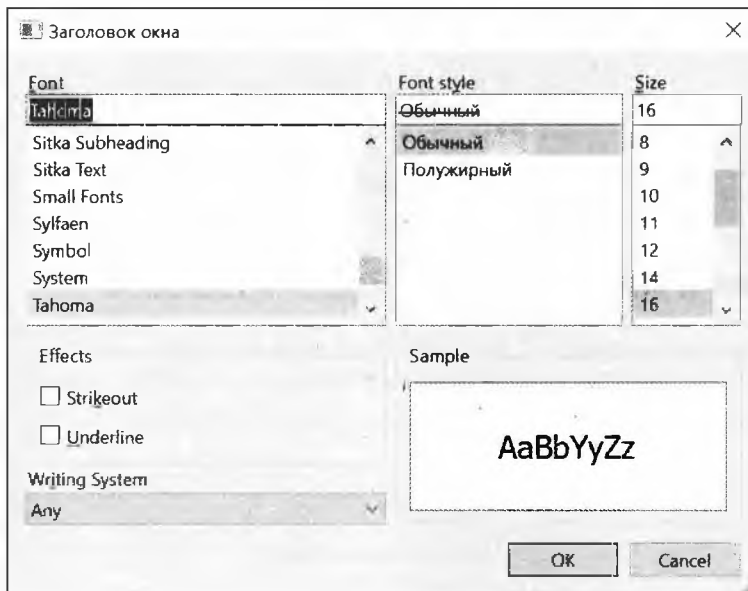 Заголовок окна
Font
Tahoma
Sitka Subheading
Sitka Text
Small Fonts
Sylfaen
Symbol
System
Tahoma
Font style
Обычный
Обычный
Полужирный
Size
16
8
9
10
11
12
14
16
Effects
Strikeout
Underline
Writing System
Any
Sample
AaBbYyZz
OK
Cancel